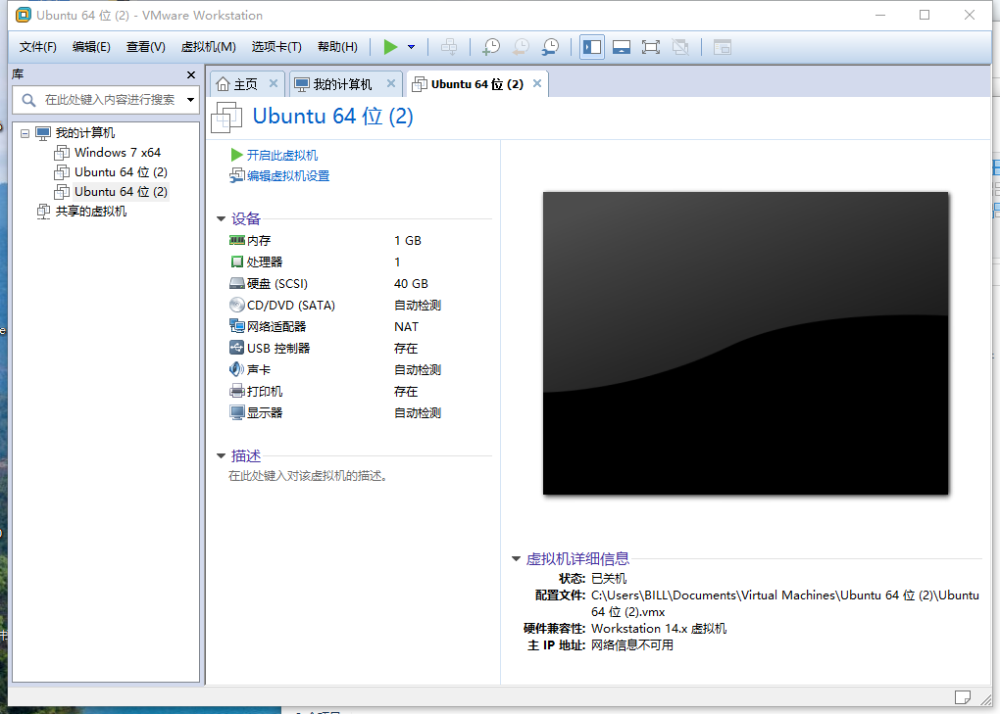 Ubuntu 64 位 (2) - VMware Workstation
文件(F) 编辑(E) 查看(V) 虚拟机(M) 选项卡(T) 帮助(H)
库
在此处键入内容进行搜索
我的计算机
Windows 7 x64
Ubuntu 64 位 (2)
Ubuntu 64 位 (2)
共享的虚拟机
主页 我的计算机 Ubuntu 64 位 (2)
Ubuntu 64 位 (2)
开启此虚拟机
编辑虚拟机设置
设备
内存 1 GB
处理器 1
硬盘 (SCSI) 40 GB
CD/DVD (SATA) 自动检测
网络适配器 NAT
USB 控制器 存在
声卡 自动检测
打印机 存在
显示器 自动检测
描述
在此处键入对该虚拟机的描述。
虚拟机详细信息
状态: 已关机
配置文件: C:\Users\BILL\Documents\Virtual Machines\Ubuntu 64 位 (2)\Ubuntu
64 位 (2).vmx
硬件兼容性: Workstation 14.x 虚拟机
主 IP 地址: 网络信息不可用